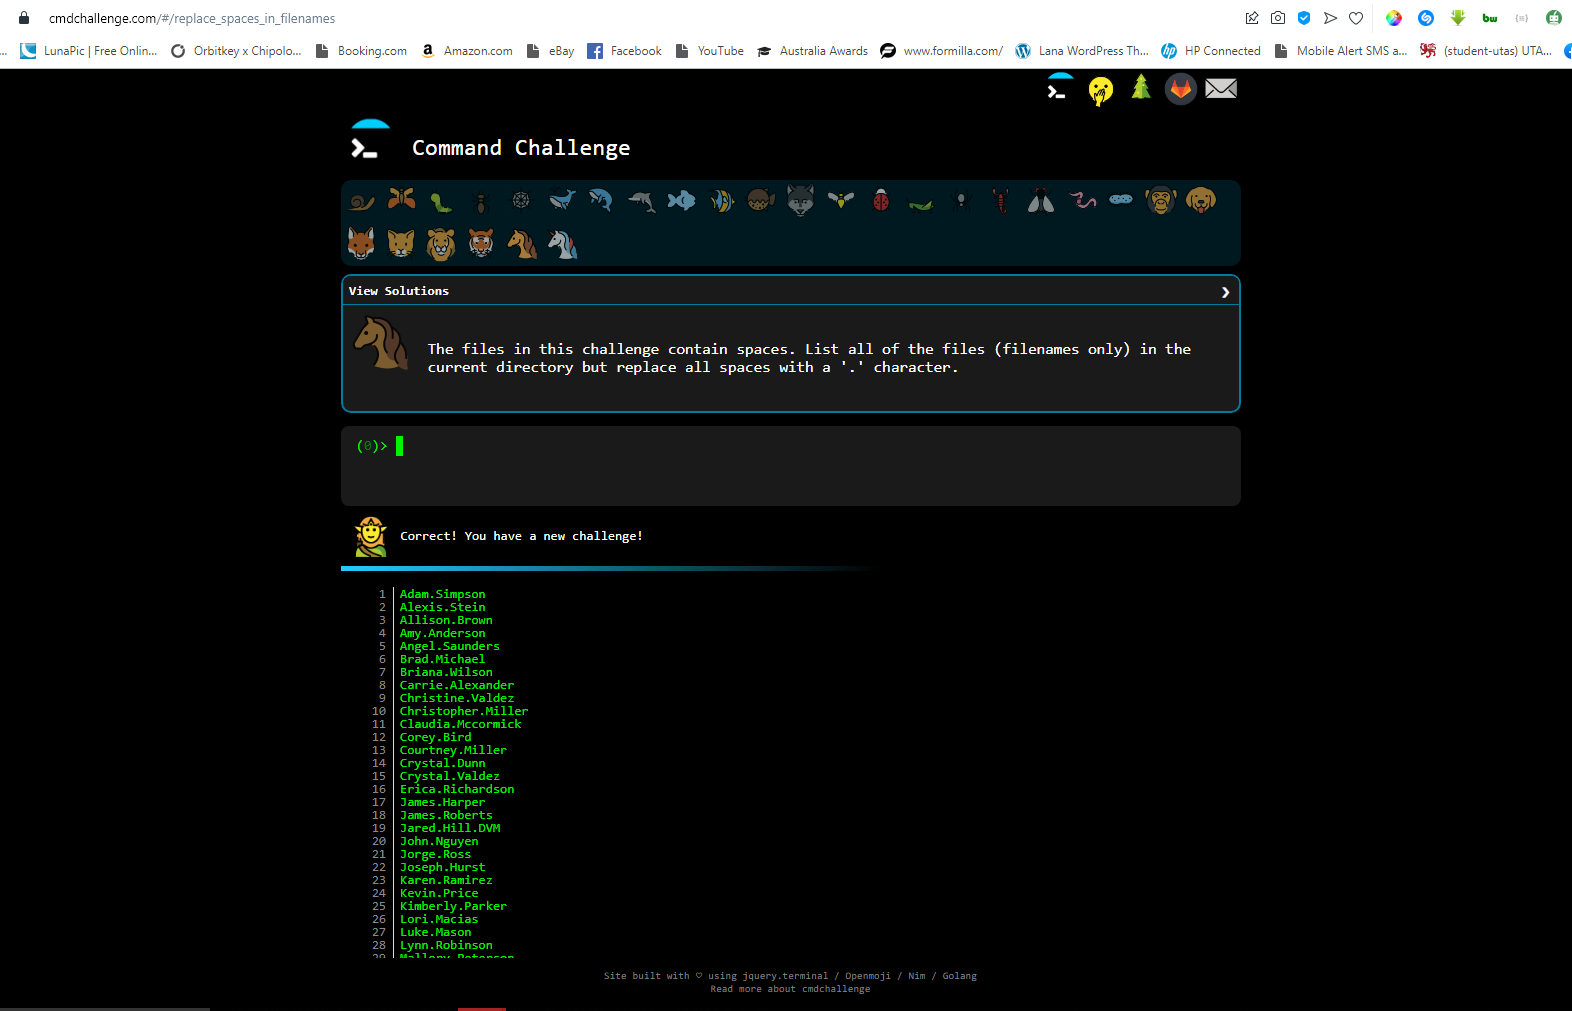 cmdchallenge.com/#/replace_spaces_in_filenames
... LunaPic | Free Onlin... Orbitkey x Chipolo... Booking.com Amazon.com eBay Facebook YouTube Australia Awards www.formilla.com/ Lana WordPress Th... HP Connected Mobile Alert SMS a... (student-utas) UTA...
Command Challenge
View Solutions
The files in this challenge contain spaces. List all of the files (filenames only) in the
current directory but replace all spaces with a '.' character.
(0)>
Correct! You have a new challenge!
1 Adam.Simpson
2 Alexis.Stein
3 Allison.Brown
4 Amy.Anderson
5 Angel.Saunders
6 Brad.Michael
7 Briana.Wilson
8 Carrie.Alexander
9 Christine.Valdez
10 Christopher.Miller
11 Claudia.Mccormick
12 Corey.Bird
13 Courtney.Miller
14 Crystal.Dunn
15 Crystal.Valdez
16 Erica.Richardson
17 James.Harper
18 James.Roberts
19 Jared.Hill.DVM
20 John.Nguyen
21 Jorge.Ross
22 Joseph.Hurst
23 Karen.Ramirez
24 Kevin.Price
25 Kimberly.Parker
26 Lori.Macias
27 Luke.Mason
28 Lynn.Robinson
29 Mallory.Peterson
Site built with ♡ using jquery.terminal / Openmoji / Nim / Golang
Read more about cmdchallenge